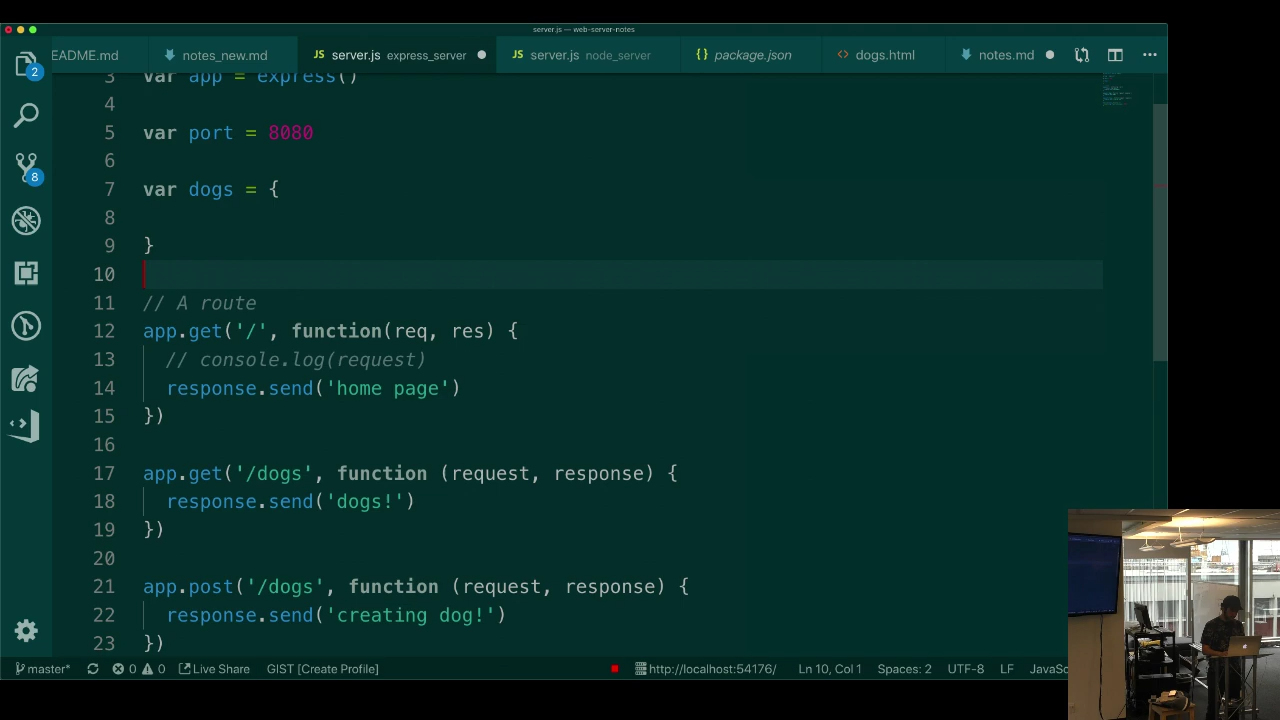 server.js — web-server-notes
EADME.md
notes_new.md
JS server.js express_server
JS server.js node_server
{} package.json
<> dogs.html
notes.md
2
8
3 var app = express()
4
5 var port = 8080
6
7 var dogs = {
8
9 }
10
11 // A route
12 app.get('/', function(req, res) {
13 // console.log(request)
14 response.send('home page')
15 })
16
17 app.get('/dogs', function (request, response) {
18 response.send('dogs!')
19 })
20
21 app.post('/dogs', function (request, response) {
22 response.send('creating dog!')
23 })
master* 0 0 Live Share GIST [Create Profile] http://localhost:54176/ Ln 10, Col 1 Spaces: 2 UTF-8 LF JavaSc